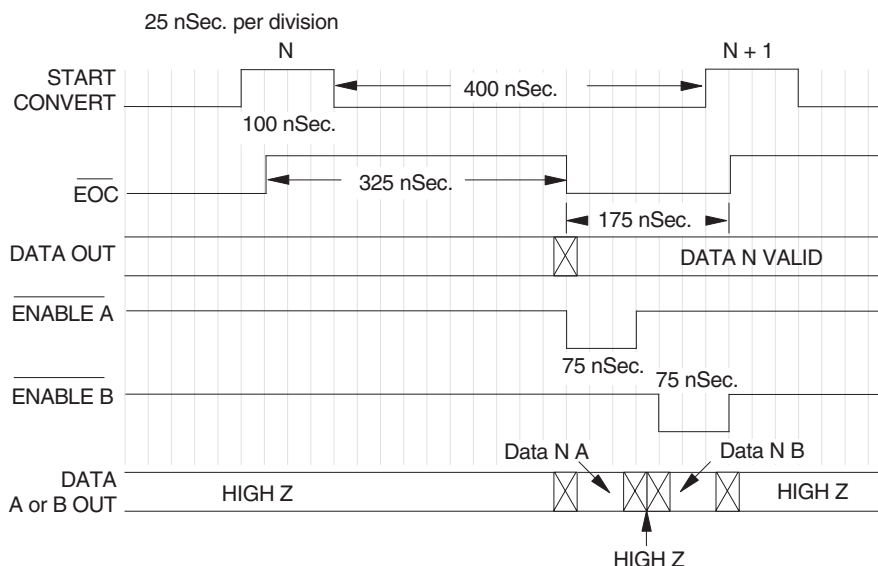 25 nSec. per division
N
N + 1
START
CONVERT
400 nSec.
100 nSec.
EOC
325 nSec.
175 nSec.
DATA OUT
DATA N VALID
ENABLE A
75 nSec.
75 nSec.
ENABLE B
Data N A
Data N B
DATA
A or B OUT
HIGH Z
HIGH Z
HIGH Z